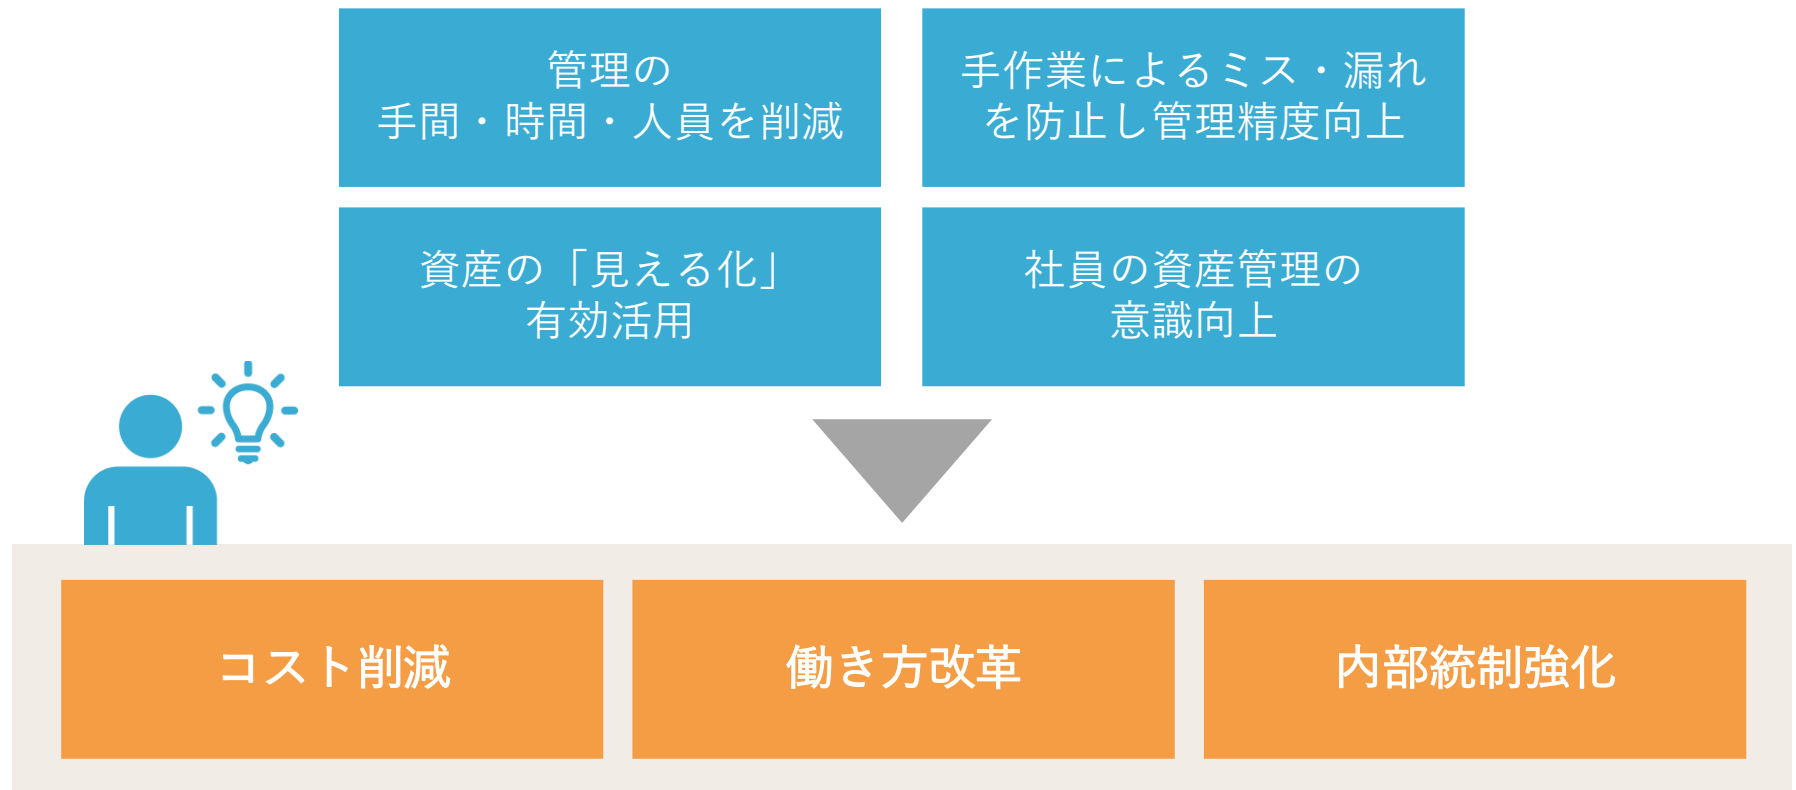 管理の
手間・時間・人員を削減
手作業によるミス・漏れ
を防止し管理精度向上
資産の「見える化」
有効活用
社員の資産管理の
意識向上
コスト削減
働き方改革
内部統制強化